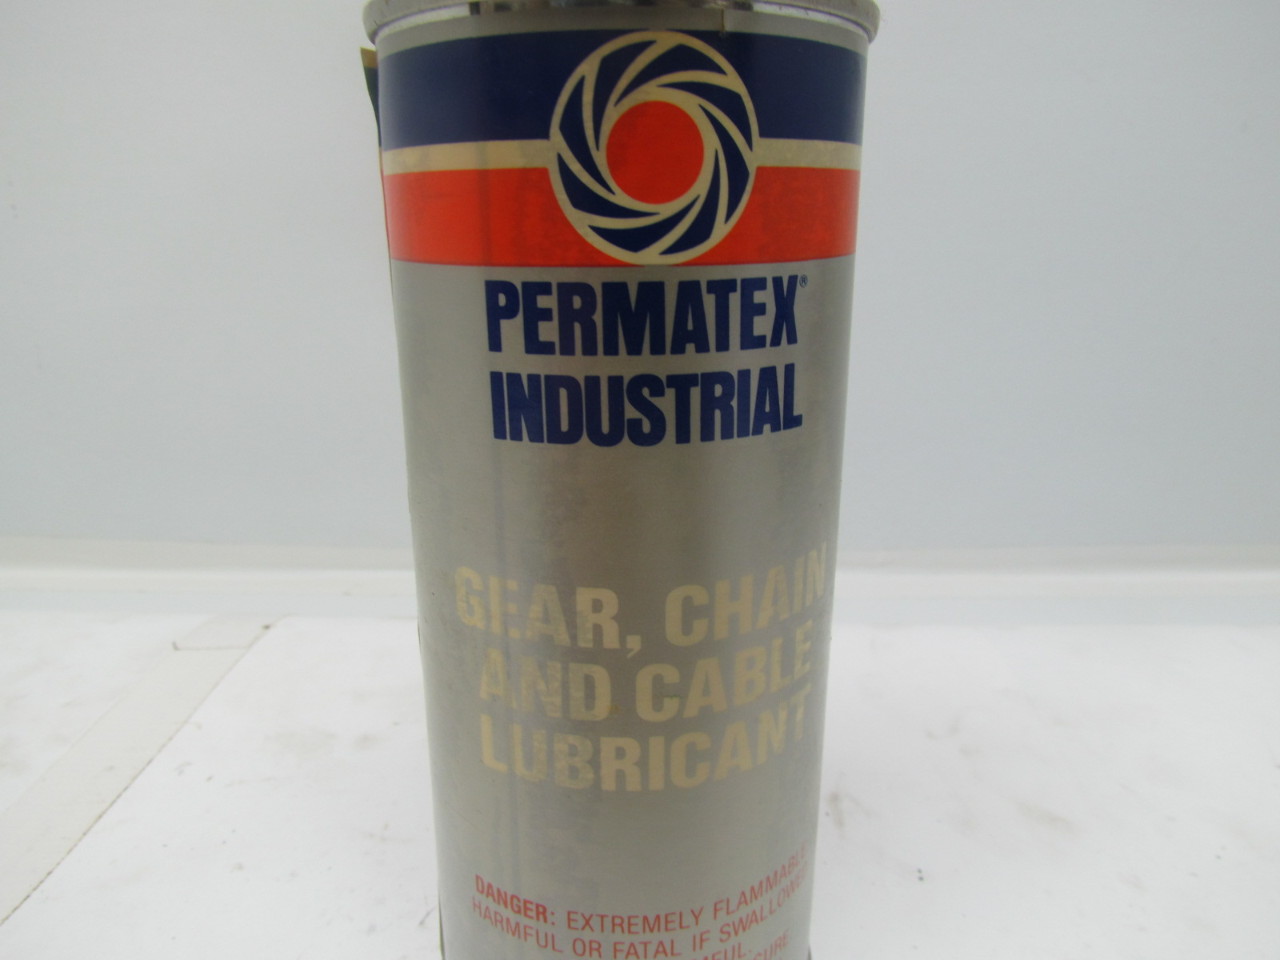 PERMATEX®
INDUSTRIAL
GEAR, CHAIN
AND CABLE
LUBRICANT
DANGER: EXTREMELY FLAMMABLE
HARMFUL OR FATAL IF SWALLOWED